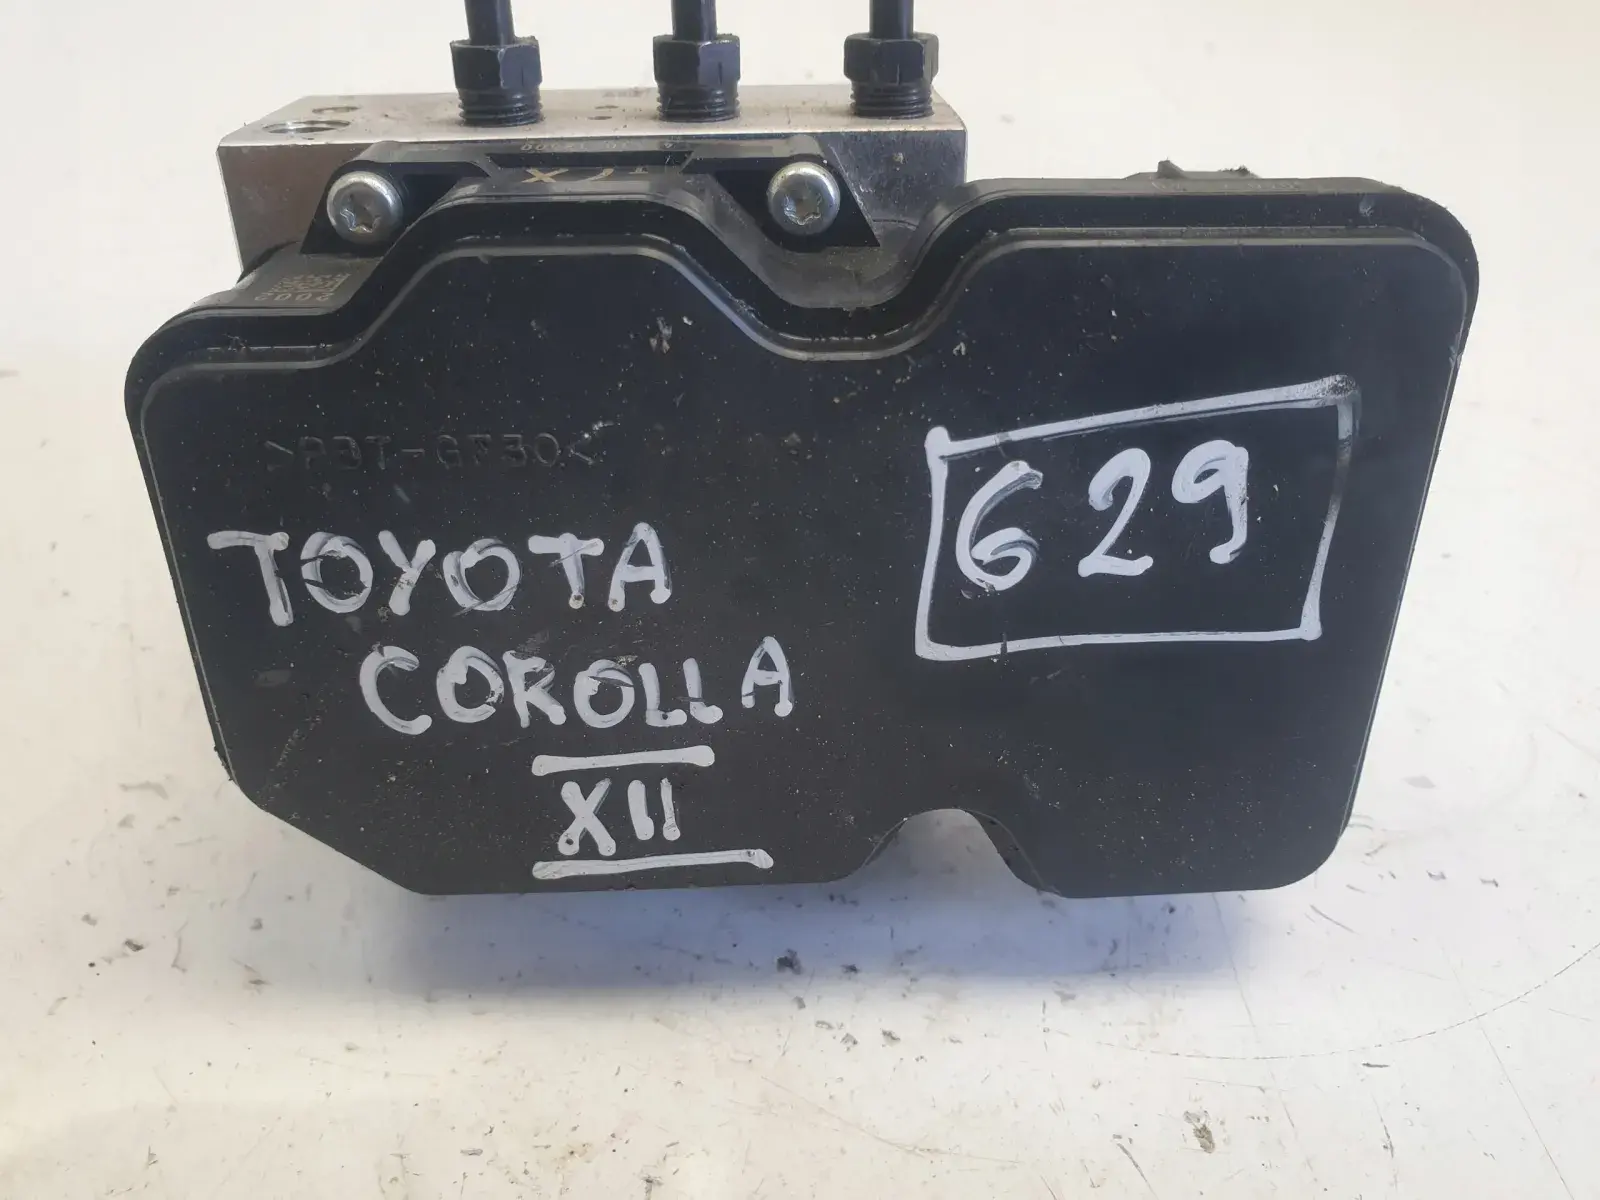 >PBT-GF30<
TOYOTA
COROLLA
XII
629